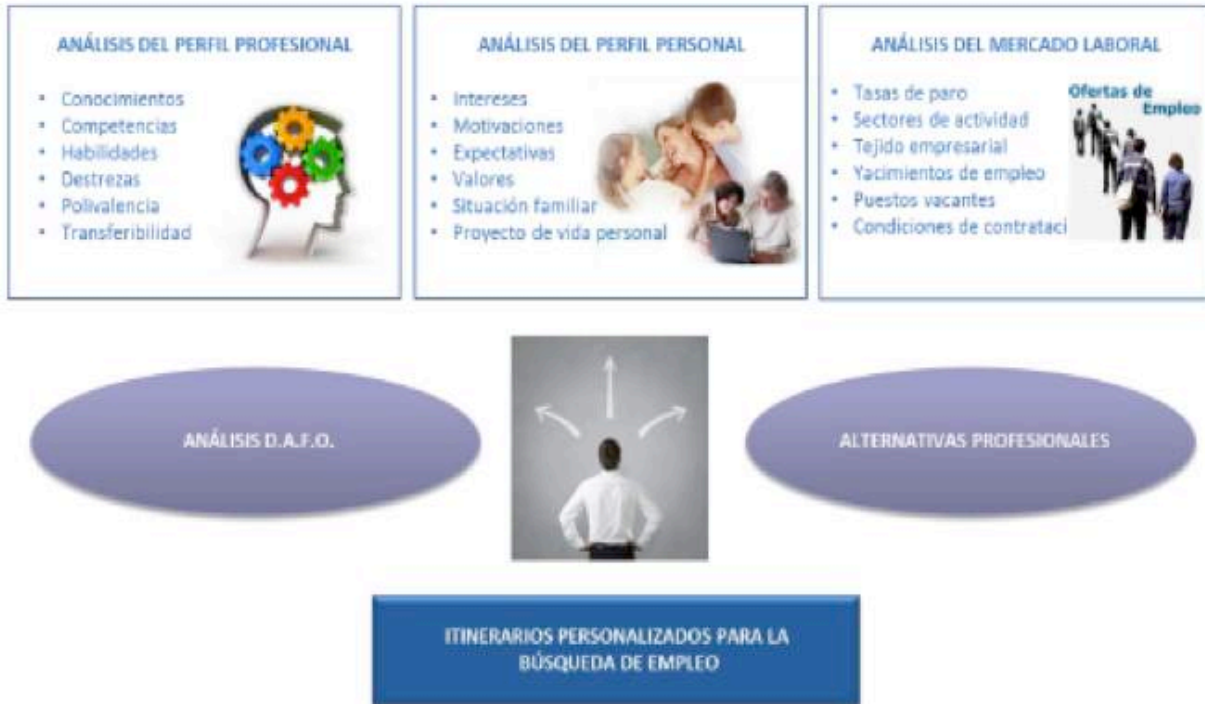 ANÁLISIS DEL PERFIL PROFESIONAL
• Conocimientos
• Competencias
• Habilidades
• Destrezas
• Polivalencia
• Transferibilidad
ANÁLISIS DEL PERFIL PERSONAL
• Intereses
• Motivaciones
• Expectativas
• Valores
• Situación familiar
• Proyecto de vida personal
ANÁLISIS DEL MERCADO LABORAL
• Tasas de paro
• Sectores de actividad
• Tejido empresarial
• Yacimientos de empleo
• Puestos vacantes
• Condiciones de contrataci
Ofertas de
Empleo
ANÁLISIS D.A.F.O.
ALTERNATIVAS PROFESIONALES
ITINERARIOS PERSONALIZADOS PARA LA
BÚSQUEDA DE EMPLEO